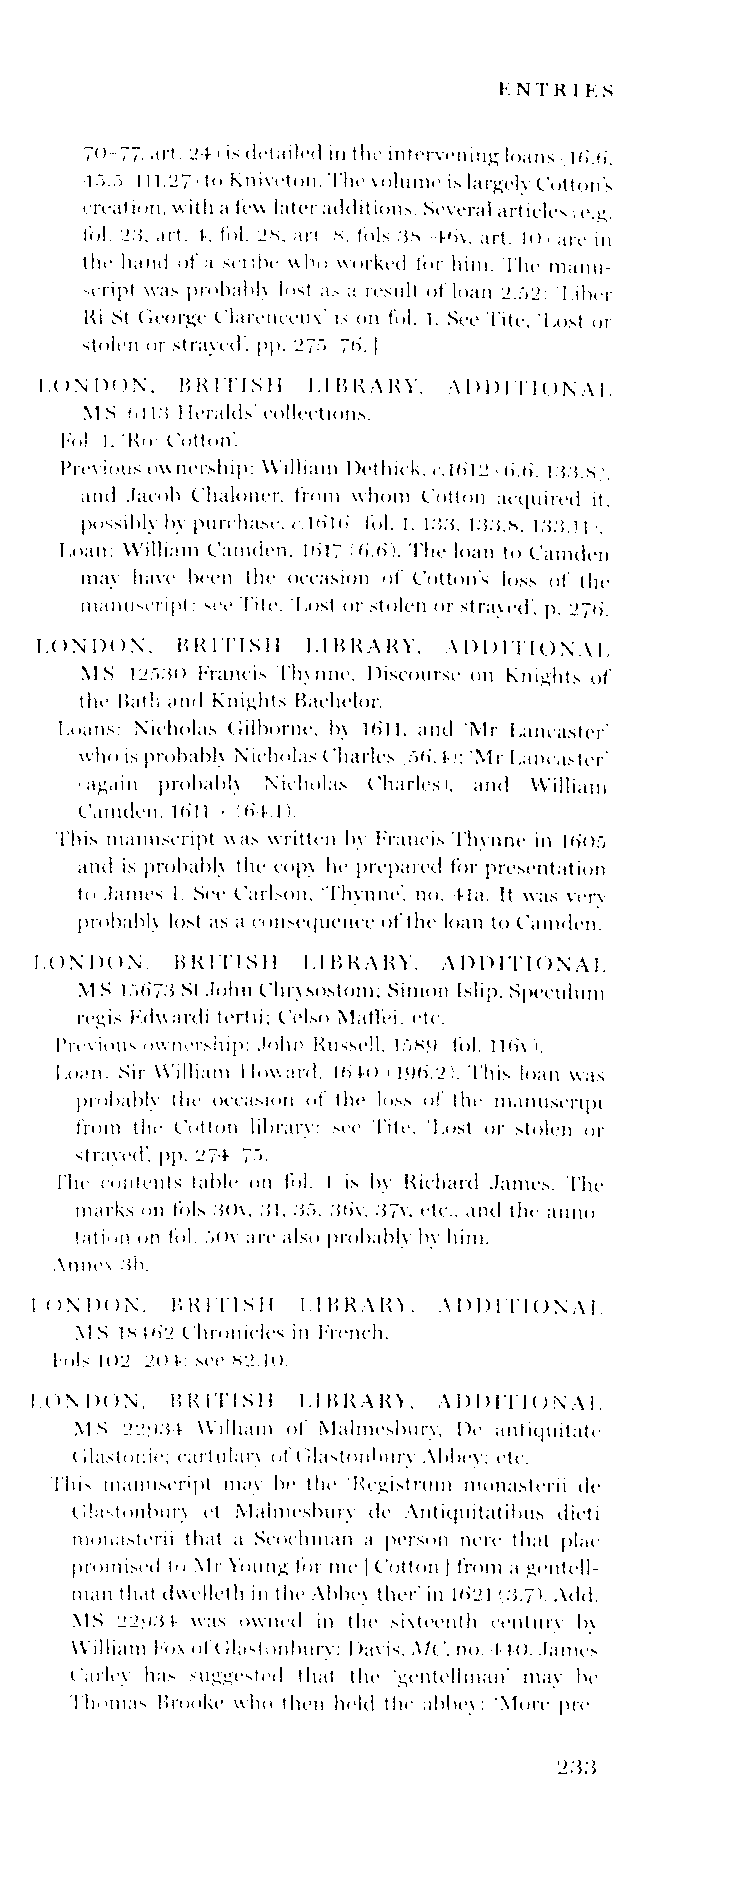 ENTRIES
70–77, art. 24) is detailed in the intervening loans (16.6,
45.5, 111.27) to Kniveton. The volume is largely Cotton's
creation, with a few later additions. Several articles (e.g.
fol. 23, art. 4, fol. 28, art. 8, fols 38–46v, art. 10) are in
the hand of a scribe who worked for him. The manu-
script was probably lost as a result of loan 2.52: 'Liber
Ri St George Clarenceux' is on fol. 1. See Tite, 'Lost or
stolen or strayed', pp. 275–76.]
LONDON, BRITISH LIBRARY, ADDITIONAL
MS 6113 Heralds' collections.
Fol. 1, 'Ro: Cotton'.
Previous ownership: William Dethick, c.1612 (6.6, 133.8),
and Jacob Chaloner, from whom Cotton acquired it,
possibly by purchase, c.1616 (fol. 1, 133, 133.8, 133.11).
Loan: William Camden, 1617 (6.6). The loan to Camden
may have been the occasion of Cotton's loss of the
manuscript: see Tite, 'Lost or stolen or strayed', p. 276.
LONDON, BRITISH LIBRARY, ADDITIONAL
MS 12530 Francis Thynne, Discourse on Knights of
the Bath and Knights Bachelor.
Loans: Nicholas Gilborne, by 1611, and 'Mr Lancaster'
who is probably Nicholas Charles (56.4); 'Mr Lancaster'
(again probably Nicholas Charles), and William
Camden, 1611 + (64.1).
This manuscript was written by Francis Thynne in 1605
and is probably the copy he prepared for presentation
to James I. See Carlson, 'Thynne', no. 41a. It was very
probably lost as a consequence of the loan to Camden.
LONDON, BRITISH LIBRARY, ADDITIONAL
MS 15673 St John Chrysostom; Simon Islip, Speculum
regis Edwardi tertii; Celso Maffei, etc.
Previous ownership: John Russell, 1589 (fol. 116v).
Loan: Sir William Howard, 1640 (196.2). This loan was
probably the occasion of the loss of the manuscript
from the Cotton library: see Tite, 'Lost or stolen or
strayed', pp. 274–75.
The contents table on fol. 1 is by Richard James. The
marks on fols 30v, 31, 35, 36v, 37v, etc., and the anno-
tation on fol. 50v are also probably by him.
Annex 3b.
LONDON, BRITISH LIBRARY, ADDITIONAL
MS 18462 Chronicles in French.
Fols 102–204: see 82.10.
LONDON, BRITISH LIBRARY, ADDITIONAL
MS 22934 William of Malmesbury, De antiquitate
Glastonie; cartulary of Glastonbury Abbey; etc.
This manuscript may be the 'Registrum monasterii de
Glastonbury et Malmesbury de Antiquitatibus dicti
monasterii that a Scochman a person nere that plac
promised to Mr Young for me [Cotton] from a gentell-
man that dwelleth in the Abbey ther' in 1621 (3.7). Add.
MS 22934 was owned in the sixteenth century by
William Fox of Glastonbury: Davis, MC, no. 440. James
Carley has suggested that the 'gentellman' may be
Thomas Brooke who then held the abbey: 'More pre-
233